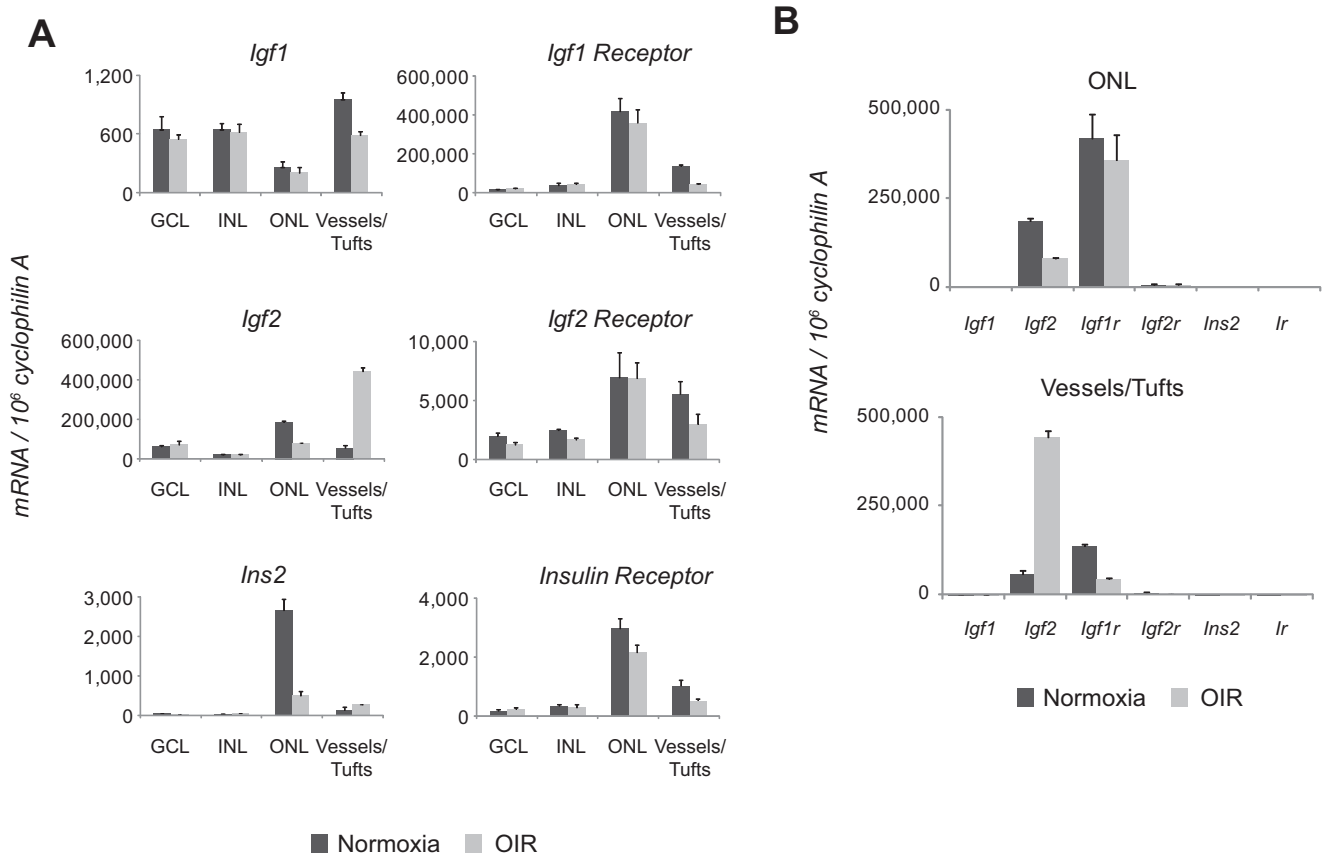 A
B
Igf1
1,200
600
0
GCL INL ONL Vessels/
Tufts
Igf1 Receptor
600,000
400,000
200,000
0
GCL INL ONL Vessels/
Tufts
mRNA / 10⁶ cyclophilin A
Igf2
600,000
400,000
200,000
0
GCL INL ONL Vessels/
Tufts
Igf2 Receptor
10,000
5,000
0
GCL INL ONL Vessels/
Tufts
Ins2
3,000
2,000
1,000
0
GCL INL ONL Vessels/
Tufts
Insulin Receptor
4,000
2,000
0
GCL INL ONL Vessels/
Tufts
Normoxia OIR
mRNA / 10⁶ cyclophilin A
ONL
500,000
250,000
0
Igf1 Igf2 Igf1r Igf2r Ins2 Ir
Vessels/Tufts
500,000
250,000
0
Igf1 Igf2 Igf1r Igf2r Ins2 Ir
Normoxia OIR